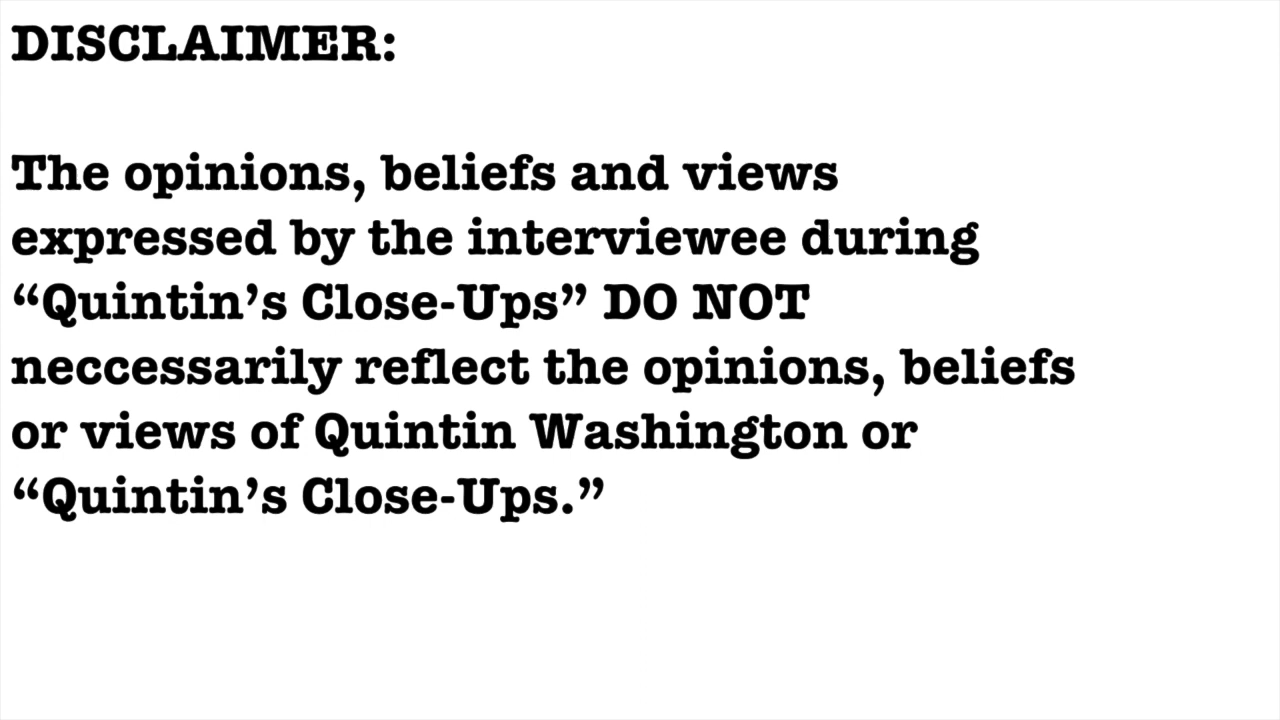 DISCLAIMER:
The opinions, beliefs and views
expressed by the interviewee during
“Quintin’s Close-Ups” DO NOT
neccessarily reflect the opinions, beliefs
or views of Quintin Washington or
“Quintin’s Close-Ups.”